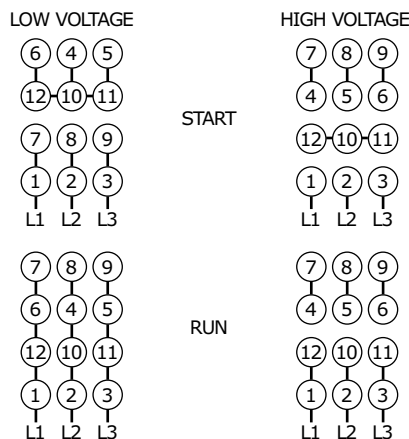 LOW VOLTAGE HIGH VOLTAGE
6 4 5 7 8 9
12 10 11 4 5 6
START
7 8 9 12 10 11
1 2 3 1 2 3
L1 L2 L3 L1 L2 L3
7 8 9 7 8 9
6 4 5 4 5 6
RUN
12 10 11 12 10 11
1 2 3 1 2 3
L1 L2 L3 L1 L2 L3